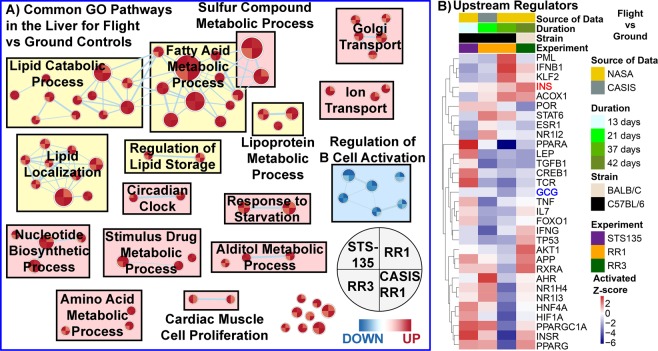 A) Common GO Pathways
in the Liver for Flight
vs Ground Controls
Sulfur Compound
Metabolic Process
Golgi
Transport
Lipid Catabolic
Process
Fatty Acid
Metabolic
Process
Ion
Transport
Lipid
Localization
Regulation of
Lipid Storage
Lipoprotein
Metabolic
Process
Regulation of
B Cell Activation
Circadian
Clock
Response to
Starvation
Nucleotide
Biosynthetic
Process
Stimulus Drug
Metabolic
Process
Alditol Metabolic
Process
STS-
135
RR1
RR3
CASIS
RR1
Amino Acid
Metabolic
Process
Cardiac Muscle
Cell Proliferation
DOWN
UP
B) Upstream Regulators
Source of Data
Duration
Strain
Experiment
PML
IFNB1
KLF2
INS
ACOX1
POR
STAT6
ESR1
NR1I2
PPARA
LEP
TGFB1
CREB1
TCR
GCG
TNF
IL7
FOXO1
IFNG
TP53
AKT1
APP
RXRA
AHR
NR1H4
NR1I3
HNF4A
HIF1A
PPARGC1A
INSR
PPARG
Flight
vs
Ground
Source of Data
NASA
CASIS
Duration
13 days
21 days
37 days
42 days
Strain
BALB/C
C57BL/6
Experiment
STS135
RR1
RR3
Activated
Z-score
2
0
−2
−4
−6